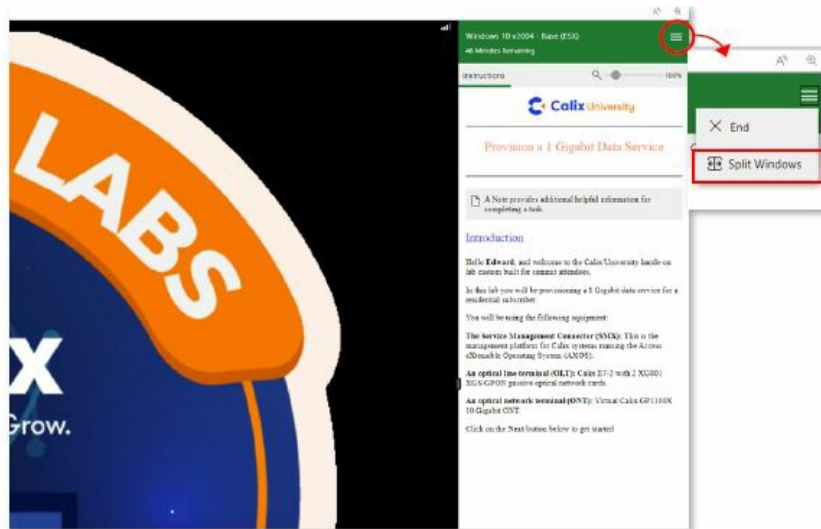 Windows 10 v2004 - Base (ESX)
48 Minutes Remaining
Instructions
100%
Calix University
Provision a 1 Gigabit Data Service
A Note provides additional helpful information for
completing a task.
Introduction
Hello Edward, and welcome to the Calix University hands-on
lab custom built for summit attendees.
In this lab you will be provisioning a 1 Gigabit data service for a
residential subscriber.
You will be using the following equipment:
The Service Management Connector (SMX): This is the
management platform for Calix systems running the Access
eXtensible Operating System (AXOS).
An optical line terminal (OLT): Calix E7-2 with 2 XG801
XGS-GPON passive optical network cards.
An optical network terminal (ONT): Virtual Calix GP1100X
10 Gigabit ONT
Click on the Next button below to get started
End
Split Windows
LABS
x
Grow.